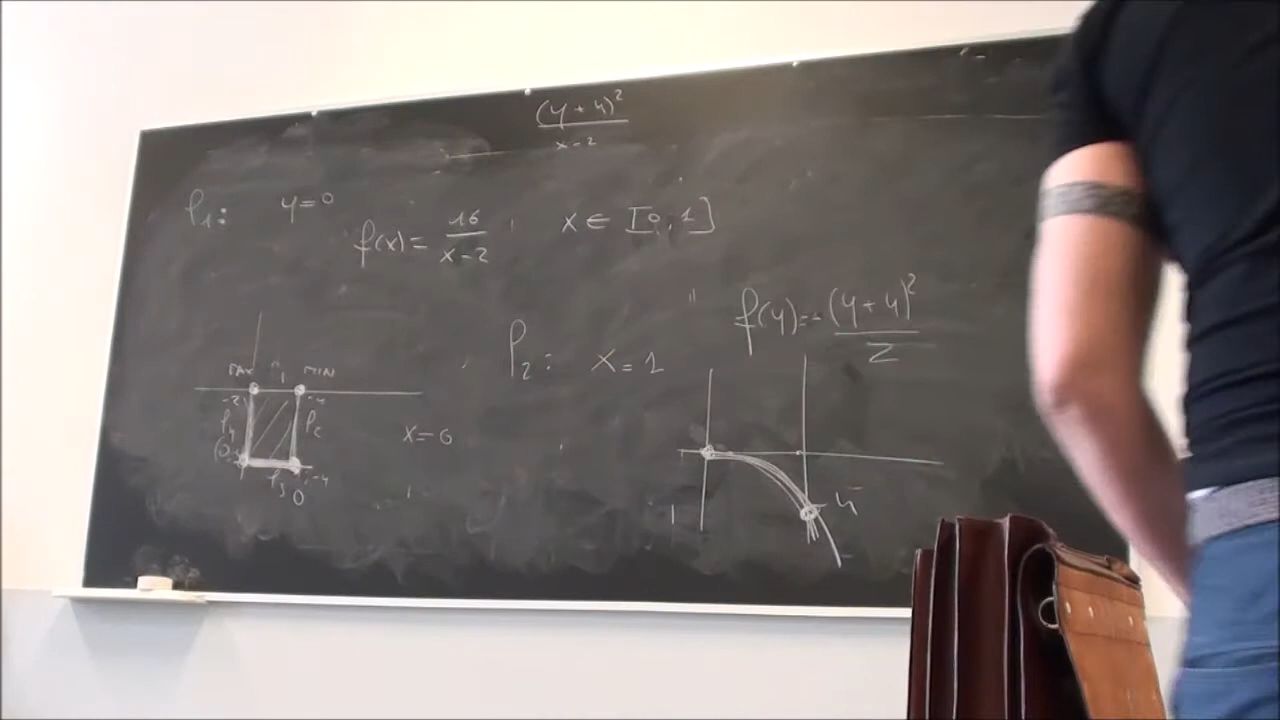 (y+4)²
x-2
P₁: y=0
f(x)= 16/x-2, x∈[0,1]
f(y)=-(y+4)²/2
P₂: x=1
MAX P₁ MIN
-2 -4
P₄ P₂
x=0
P₃
0
-4